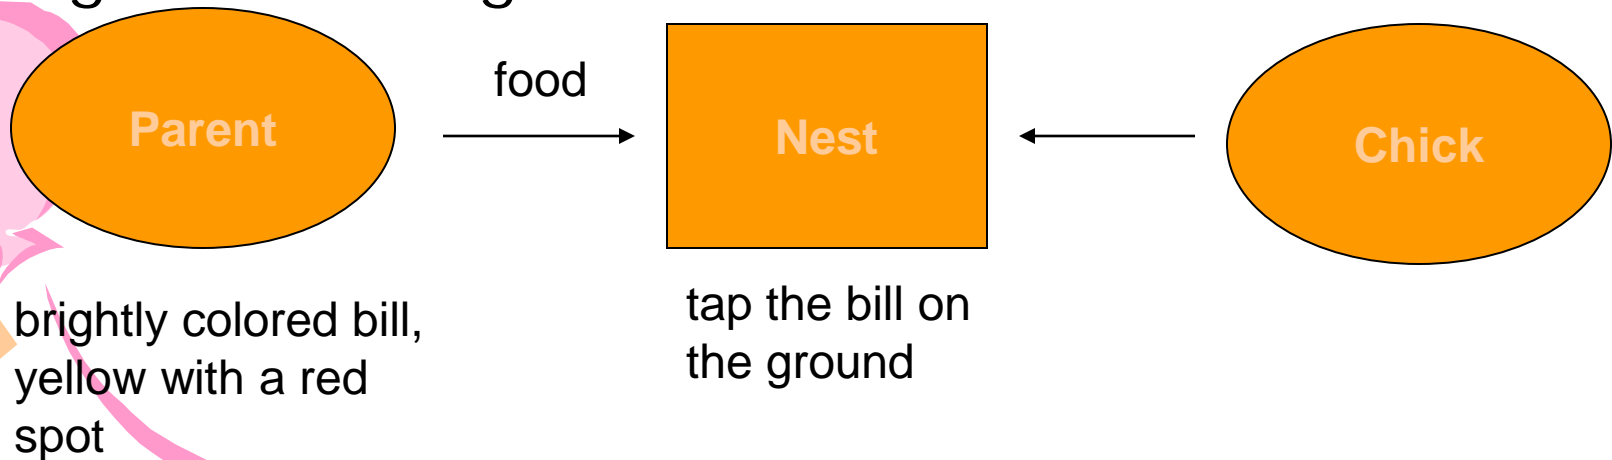 food
Parent
Nest
Chick
brightly colored bill,
yellow with a red
spot
tap the bill on
the ground